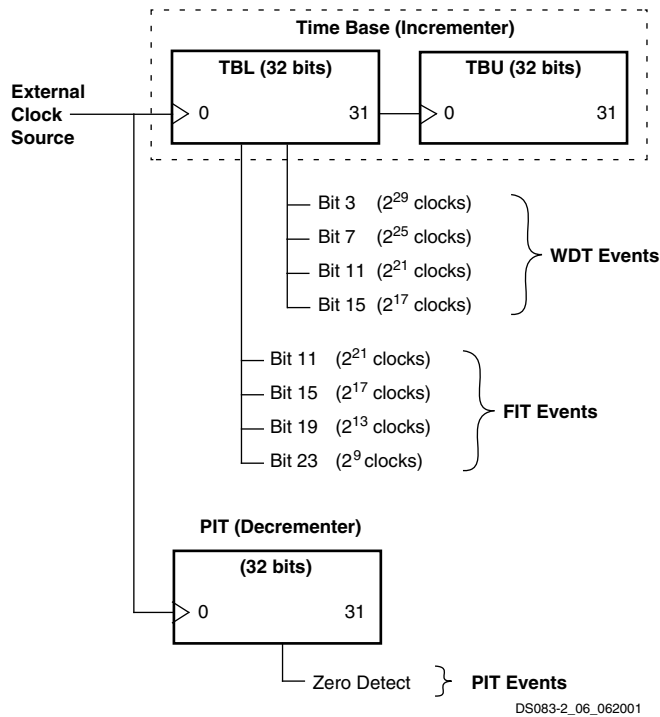 Time Base (Incrementer)
TBL (32 bits)
TBU (32 bits)
External
Clock
Source
0 31
0 31
Bit 3 (2^29 clocks)
Bit 7 (2^25 clocks)
Bit 11 (2^21 clocks)
Bit 15 (2^17 clocks)
WDT Events
Bit 11 (2^21 clocks)
Bit 15 (2^17 clocks)
Bit 19 (2^13 clocks)
Bit 23 (2^9 clocks)
FIT Events
PIT (Decrementer)
(32 bits)
0 31
Zero Detect
PIT Events
DS083-2_06_062001